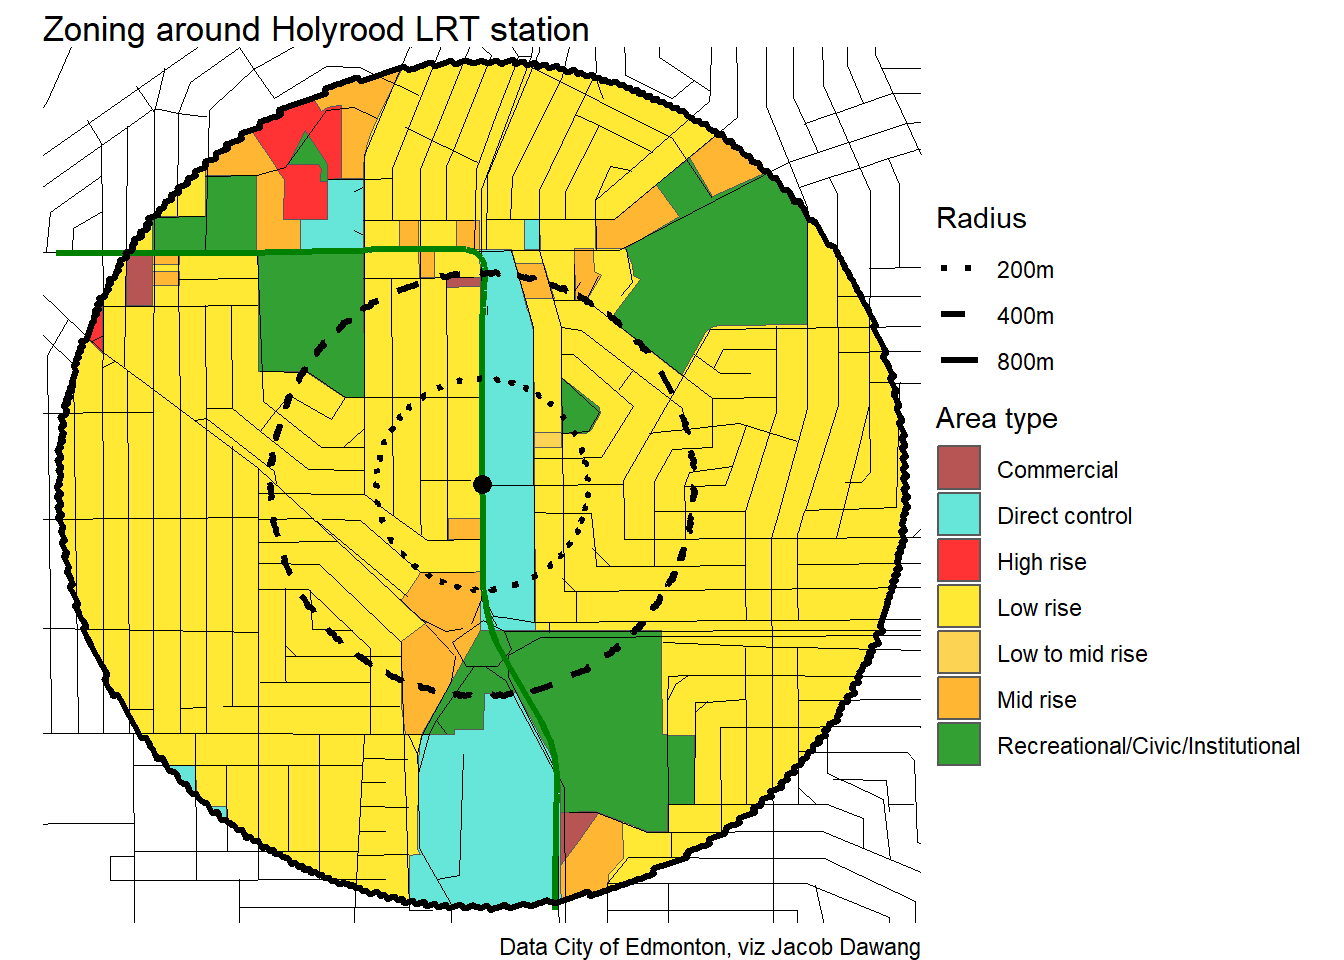 Zoning around Holyrood LRT station
Radius
200m
400m
800m
Area type
Commercial
Direct control
High rise
Low rise
Low to mid rise
Mid rise
Recreational/Civic/Institutional
Data City of Edmonton, viz Jacob Dawang